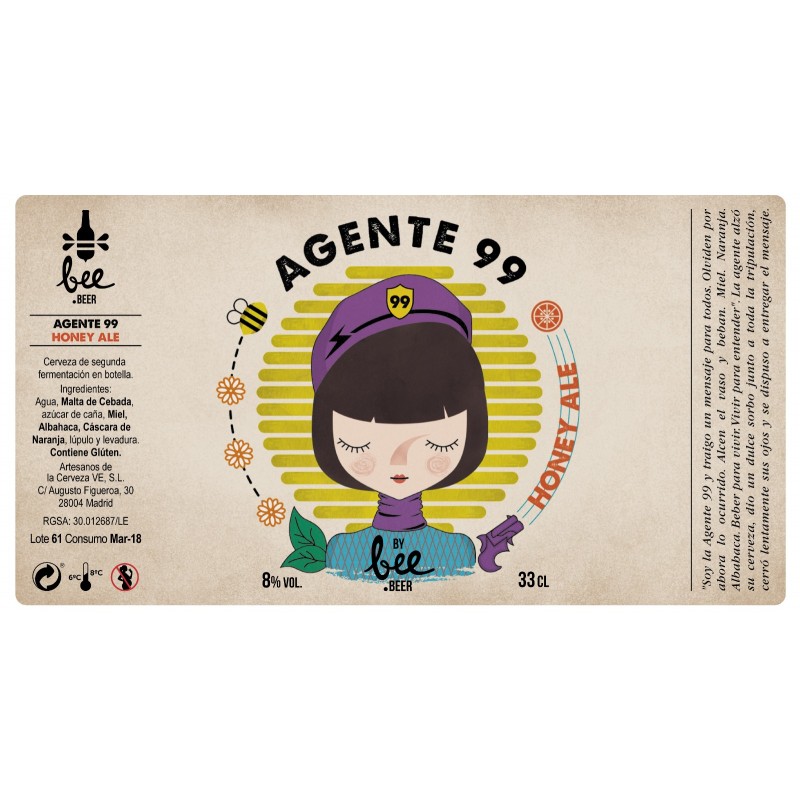 bee
.BEER
AGENTE 99
HONEY ALE
Cerveza de segunda
fermentación en botella.
Ingredientes:
Agua, Malta de Cebada,
azúcar de caña, Miel,
Albahaca, Cáscara de
Naranja, lúpulo y levadura.
Contiene Glúten.
Artesanos de
la Cerveza VE, S.L.
C/ Augusto Figueroa, 30
28004 Madrid
RGSA: 30.012687/LE
Lote 61 Consumo Mar-18
6ºC 8ºC
AGENTE 99
99
HONEY ALE
BY
bee
.BEER
8% VOL.
33 CL
"Soy la Agente 99 y traigo un mensaje para todos. Olviden por
ahora lo ocurrido. Alcen el vaso y beban. Miel. Naranja.
Albahaca. Beber para vivir. Vivir para entender". La agente alzó
su cerveza, dio un dulce sorbo junto a toda la tripulación,
cerró lentamente sus ojos y se dispuso a entregar el mensaje.